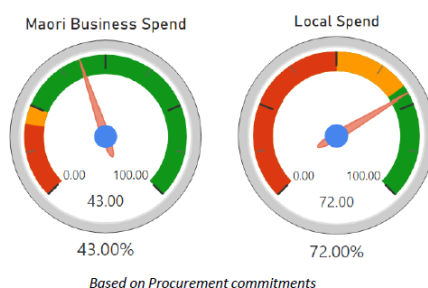 Maori Business Spend
Local Spend
0.00 100.00
43.00
0.00 100.00
72.00
43.00%
72.00%
Based on Procurement commitments